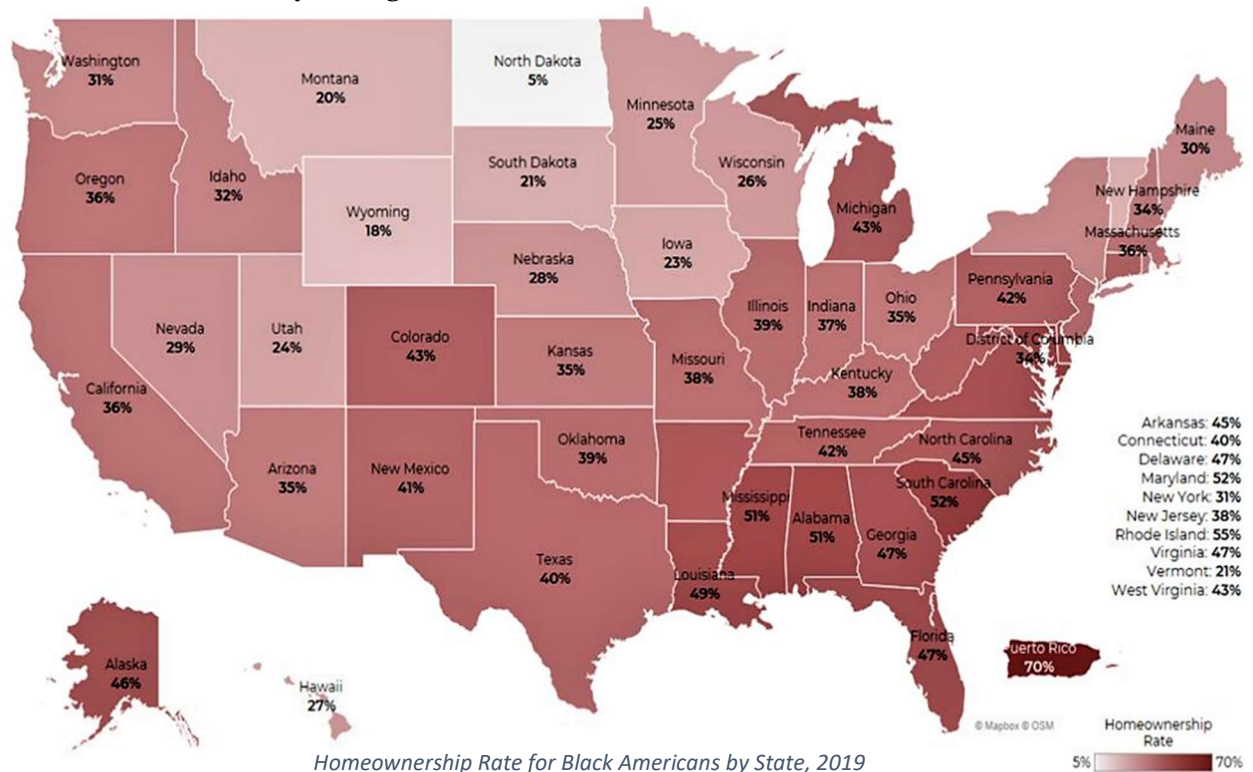 Washington
31%
Montana
20%
North Dakota
5%
Minnesota
25%
Maine
30%
Oregon
36%
Idaho
32%
South Dakota
21%
Wisconsin
26%
New Hampshire
34%
Wyoming
18%
Michigan
43%
Massachusetts
36%
Iowa
23%
Nebraska
28%
Pennsylvania
42%
Nevada
29%
Utah
24%
Colorado
43%
Illinois
39%
Indiana
37%
Ohio
35%
District of Columbia
34%
Kansas
35%
Missouri
38%
Kentucky
38%
California
36%
Tennessee
42%
North Carolina
45%
Oklahoma
39%
Arizona
35%
New Mexico
41%
South Carolina
52%
Mississippi
51%
Alabama
51%
Georgia
47%
Texas
40%
Louisiana
49%
Florida
47%
Arkansas: 45%
Connecticut: 40%
Delaware: 47%
Maryland: 52%
New York: 31%
New Jersey: 38%
Rhode Island: 55%
Virginia: 47%
Vermont: 21%
West Virginia: 43%
Puerto Rico
70%
Alaska
46%
Hawaii
27%
© Mapbox © OSM
Homeownership
Rate
5% 70%
Homeownership Rate for Black Americans by State, 2019